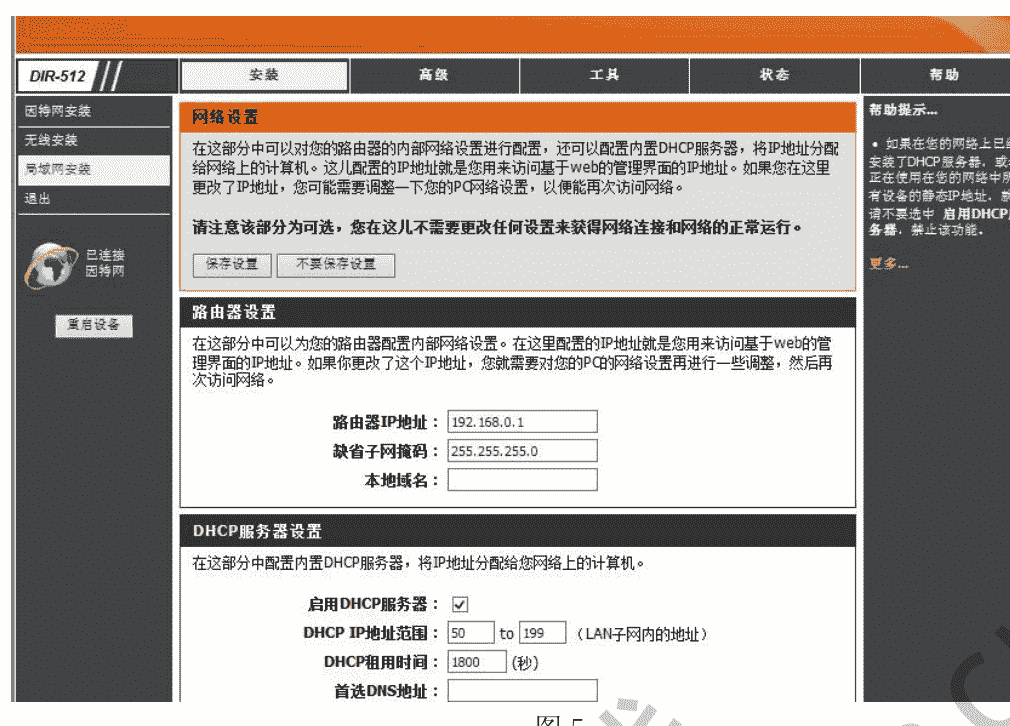 DIR-512
安装 高级 工具 状态 帮助
因特网安装
无线安装
局域网安装
退出
已连接
因特网
重启设备
网络设置
在这部分中可以对您的路由器的内部网络设置进行配置，还可以配置内置DHCP服务器，将IP地址分配
给网络上的计算机。这儿配置的IP地址就是您用来访问基于web的管理界面的IP地址。如果您在这里
更改了IP地址，您可能需要调整一下您的PC网络设置，以便能再次访问网络。
请注意该部分为可选，您在这儿不需要更改任何设置来获得网络连接和网络的正常运行。
保存设置 不要保存设置
路由器设置
在这部分中可以为您的路由器配置内部网络设置。在这里配置的IP地址就是您用来访问基于web的管
理界面的IP地址。如果你更改了这个IP地址，您就需要对您的PC的网络设置再进行一些调整，然后再
次访问网络。
路由器IP地址： 192.168.0.1
缺省子网掩码： 255.255.255.0
本地域名：
DHCP服务器设置
在这部分中配置内置DHCP服务器，将IP地址分配给您网络上的计算机。
启用DHCP服务器：
DHCP IP地址范围： 50 to 199 （LAN子网内的地址）
DHCP租用时间： 1800 (秒)
首选DNS地址：
帮助提示...
• 如果在您的网络上已
安装了DHCP服务器，或
正在使用在您的网络中所
有设备的静态IP地址，
请不要选中 启用DHCP
务器，禁止该功能。
更多...
图 5